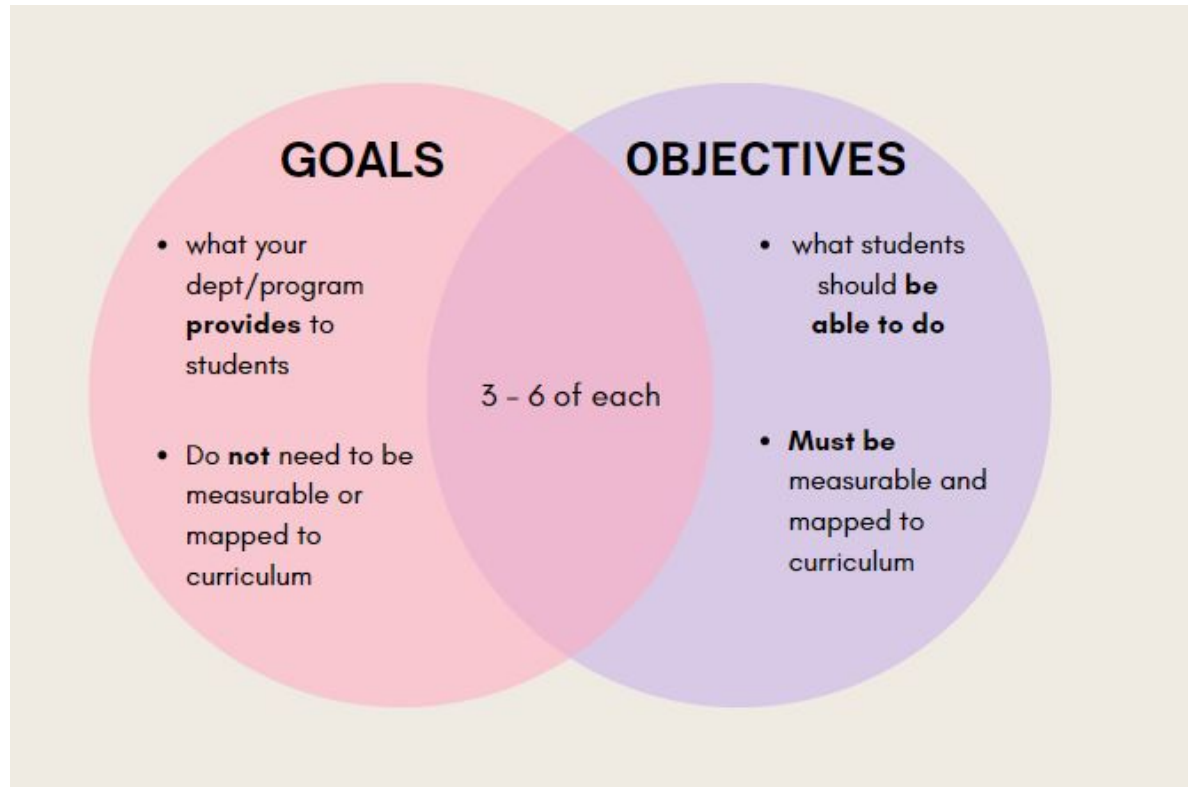 GOALS
• what your
dept/program
provides to
students
• Do not need to be
measurable or
mapped to
curriculum
3 - 6 of each
OBJECTIVES
• what students
should be
able to do
• Must be
measurable and
mapped to
curriculum